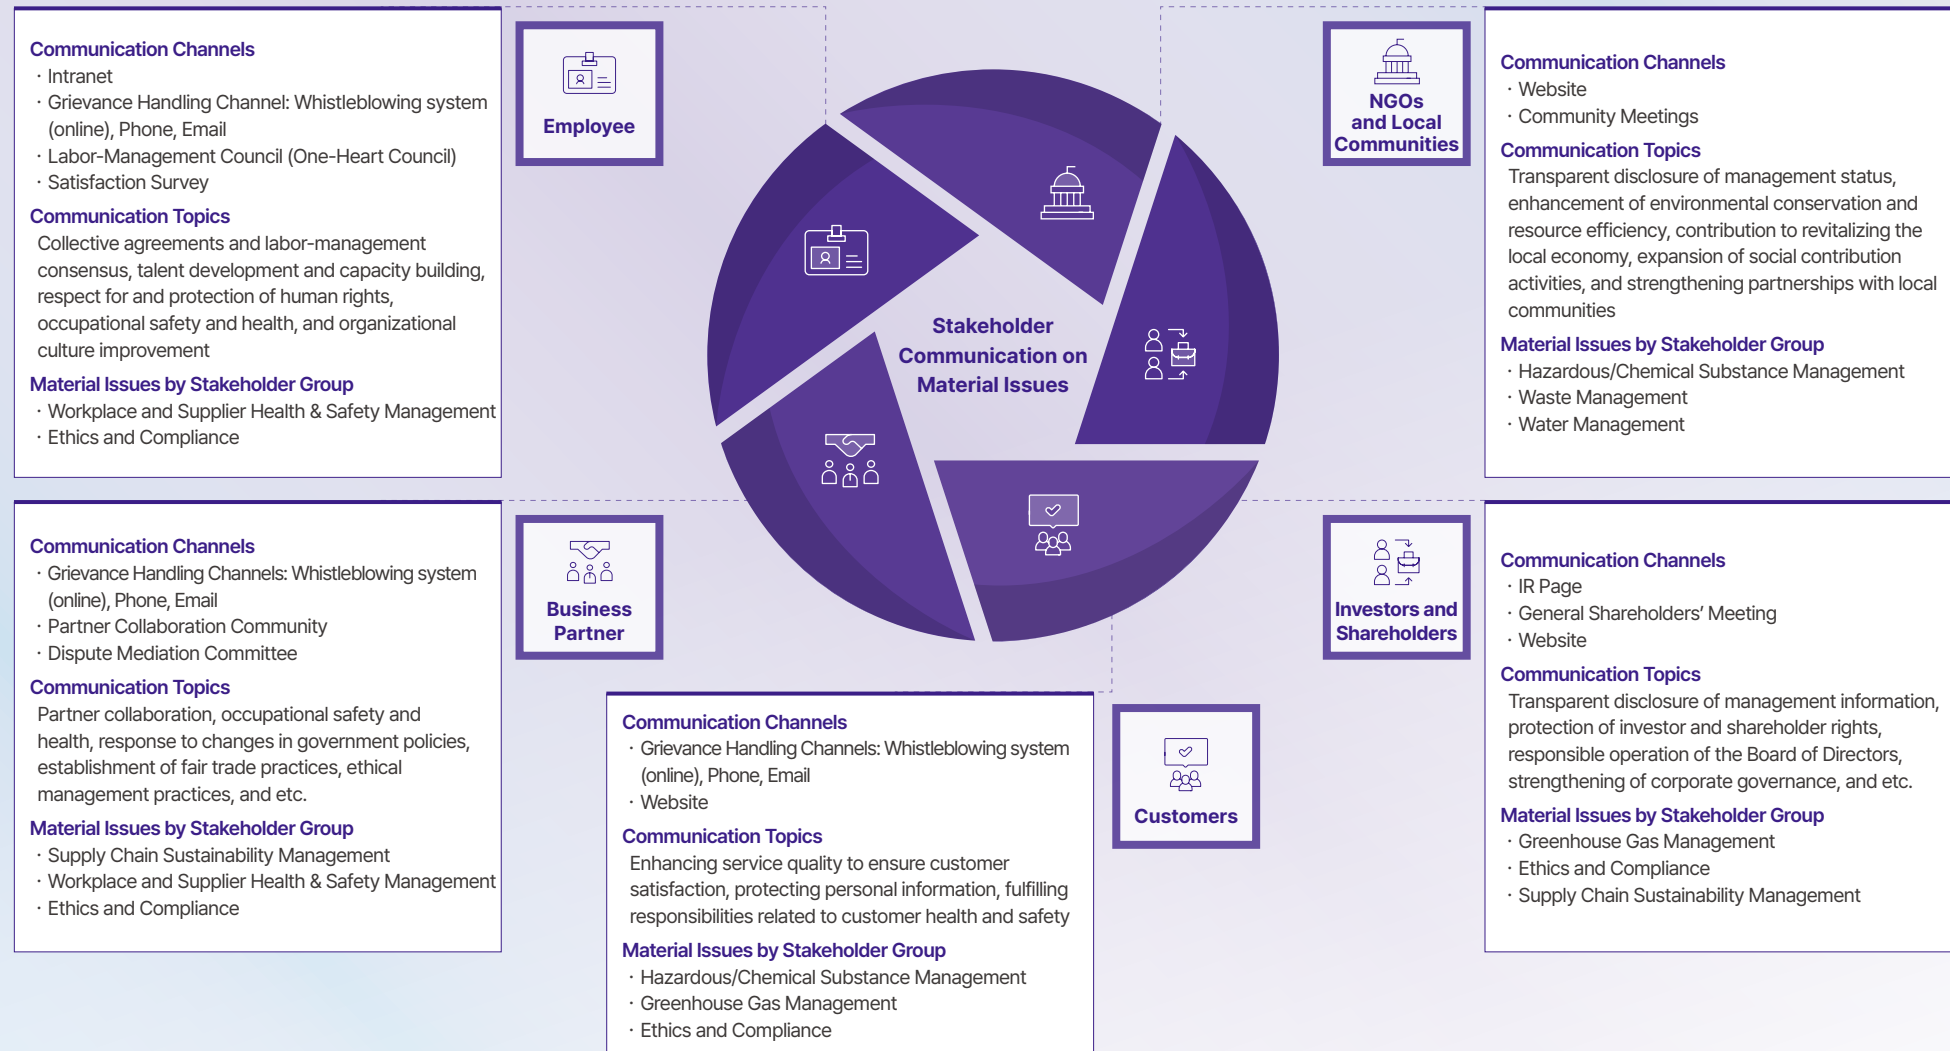 Communication Channels
· Intranet
· Grievance Handling Channel: Whistleblowing system
(online), Phone, Email
· Labor-Management Council (One-Heart Council)
· Satisfaction Survey
Communication Topics
Collective agreements and labor-management
consensus, talent development and capacity building,
respect for and protection of human rights,
occupational safety and health, and organizational
culture improvement
Material Issues by Stakeholder Group
· Workplace and Supplier Health & Safety Management
· Ethics and Compliance
Employee
Stakeholder
Communication on
Material Issues
NGOs
and Local
Communities
Communication Channels
· Website
· Community Meetings
Communication Topics
Transparent disclosure of management status,
enhancement of environmental conservation and
resource efficiency, contribution to revitalizing the
local economy, expansion of social contribution
activities, and strengthening partnerships with local
communities
Material Issues by Stakeholder Group
· Hazardous/Chemical Substance Management
· Waste Management
· Water Management
Communication Channels
· Grievance Handling Channels: Whistleblowing system
(online), Phone, Email
· Partner Collaboration Community
· Dispute Mediation Committee
Communication Topics
Partner collaboration, occupational safety and
health, response to changes in government policies,
establishment of fair trade practices, ethical
management practices, and etc.
Material Issues by Stakeholder Group
· Supply Chain Sustainability Management
· Workplace and Supplier Health & Safety Management
· Ethics and Compliance
Business
Partner
Communication Channels
· Grievance Handling Channels: Whistleblowing system
(online), Phone, Email
· Website
Communication Topics
Enhancing service quality to ensure customer
satisfaction, protecting personal information, fulfilling
responsibilities related to customer health and safety
Material Issues by Stakeholder Group
· Hazardous/Chemical Substance Management
· Greenhouse Gas Management
· Ethics and Compliance
Customers
Investors and
Shareholders
Communication Channels
· IR Page
· General Shareholders’ Meeting
· Website
Communication Topics
Transparent disclosure of management information,
protection of investor and shareholder rights,
responsible operation of the Board of Directors,
strengthening of corporate governance, and etc.
Material Issues by Stakeholder Group
· Greenhouse Gas Management
· Ethics and Compliance
· Supply Chain Sustainability Management